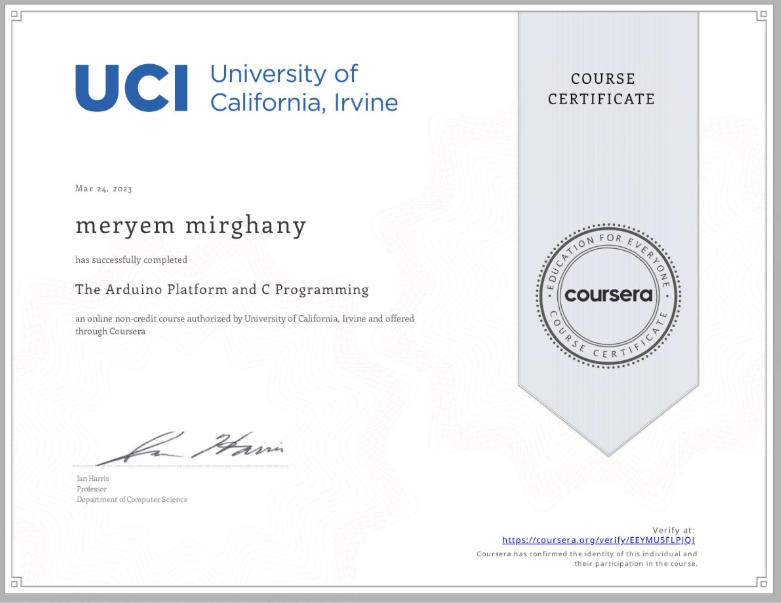 UCI
University of
California, Irvine
COURSE
CERTIFICATE
Mar 24, 2023
meryem mirghany
has successfully completed
The Arduino Platform and C Programming
an online non-credit course authorized by University of California, Irvine and offered
through Coursera
EDUCATION FOR EVERYONE
coursera
COURSE CERTIFICATE
Ian Harris
Ian Harris
Professor
Department of Computer Science
Verify at:
https://coursera.org/verify/EEYMU5FLPJQJ
Coursera has confirmed the identity of this individual and
their participation in the course.